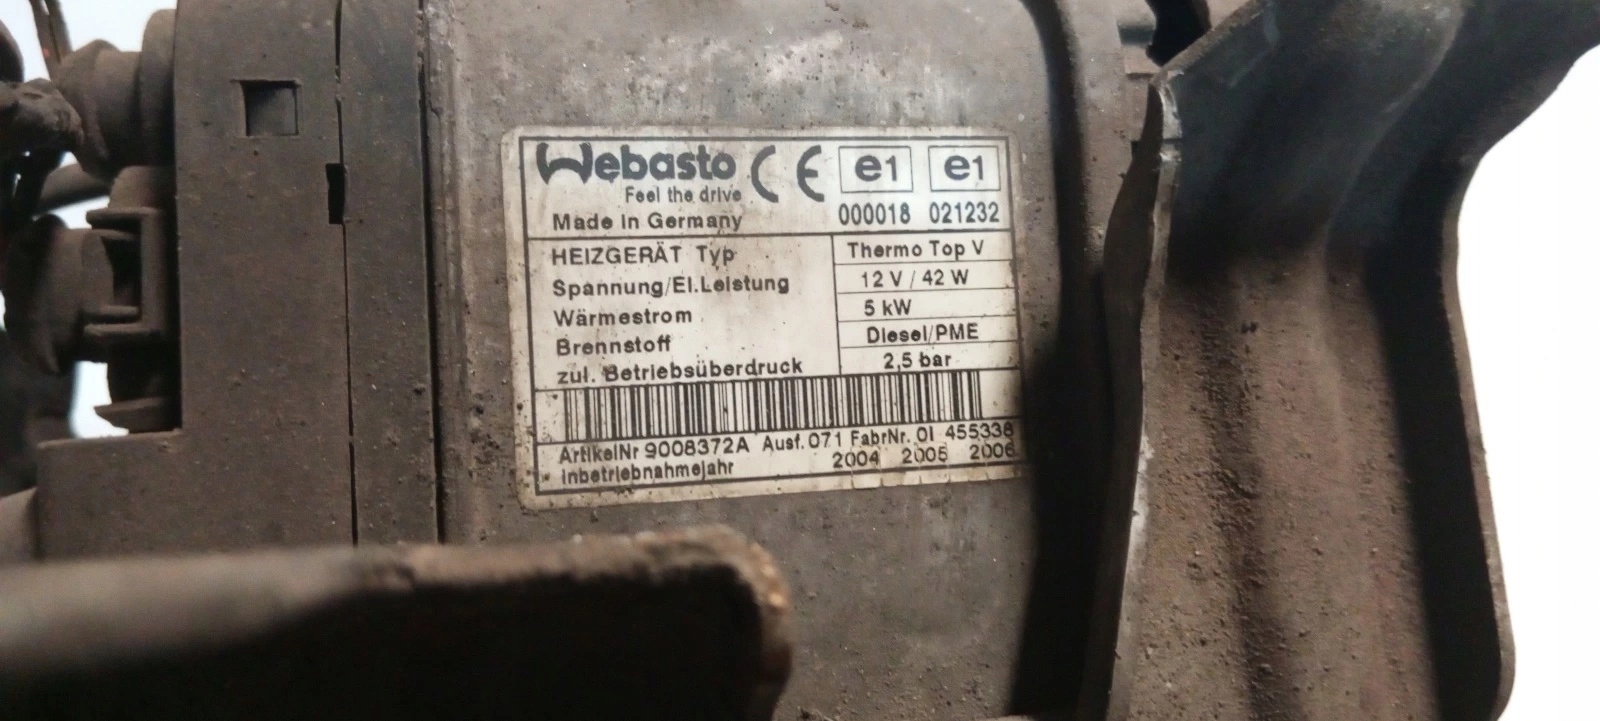 Webasto CE e1 e1
Feel the drive
Made in Germany 000018 021232
HEIZGERÄT Typ Thermo Top V
Spannung/El.Leistung 12 V / 42 W
Wärmestrom 5 kW
Brennstoff Diesel/PME
zul. Betriebsüberdruck 2,5 bar
ArtikelNr 9008372A Ausf. 071 FabrNr. 01 455338
Inbetriebnahmejahr 2004 2005 2006